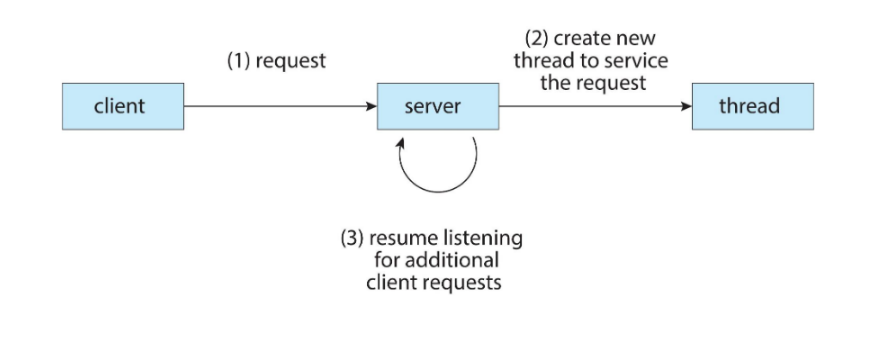 (1) request
(2) create new
thread to service
the request
client
server
thread
(3) resume listening
for additional
client requests